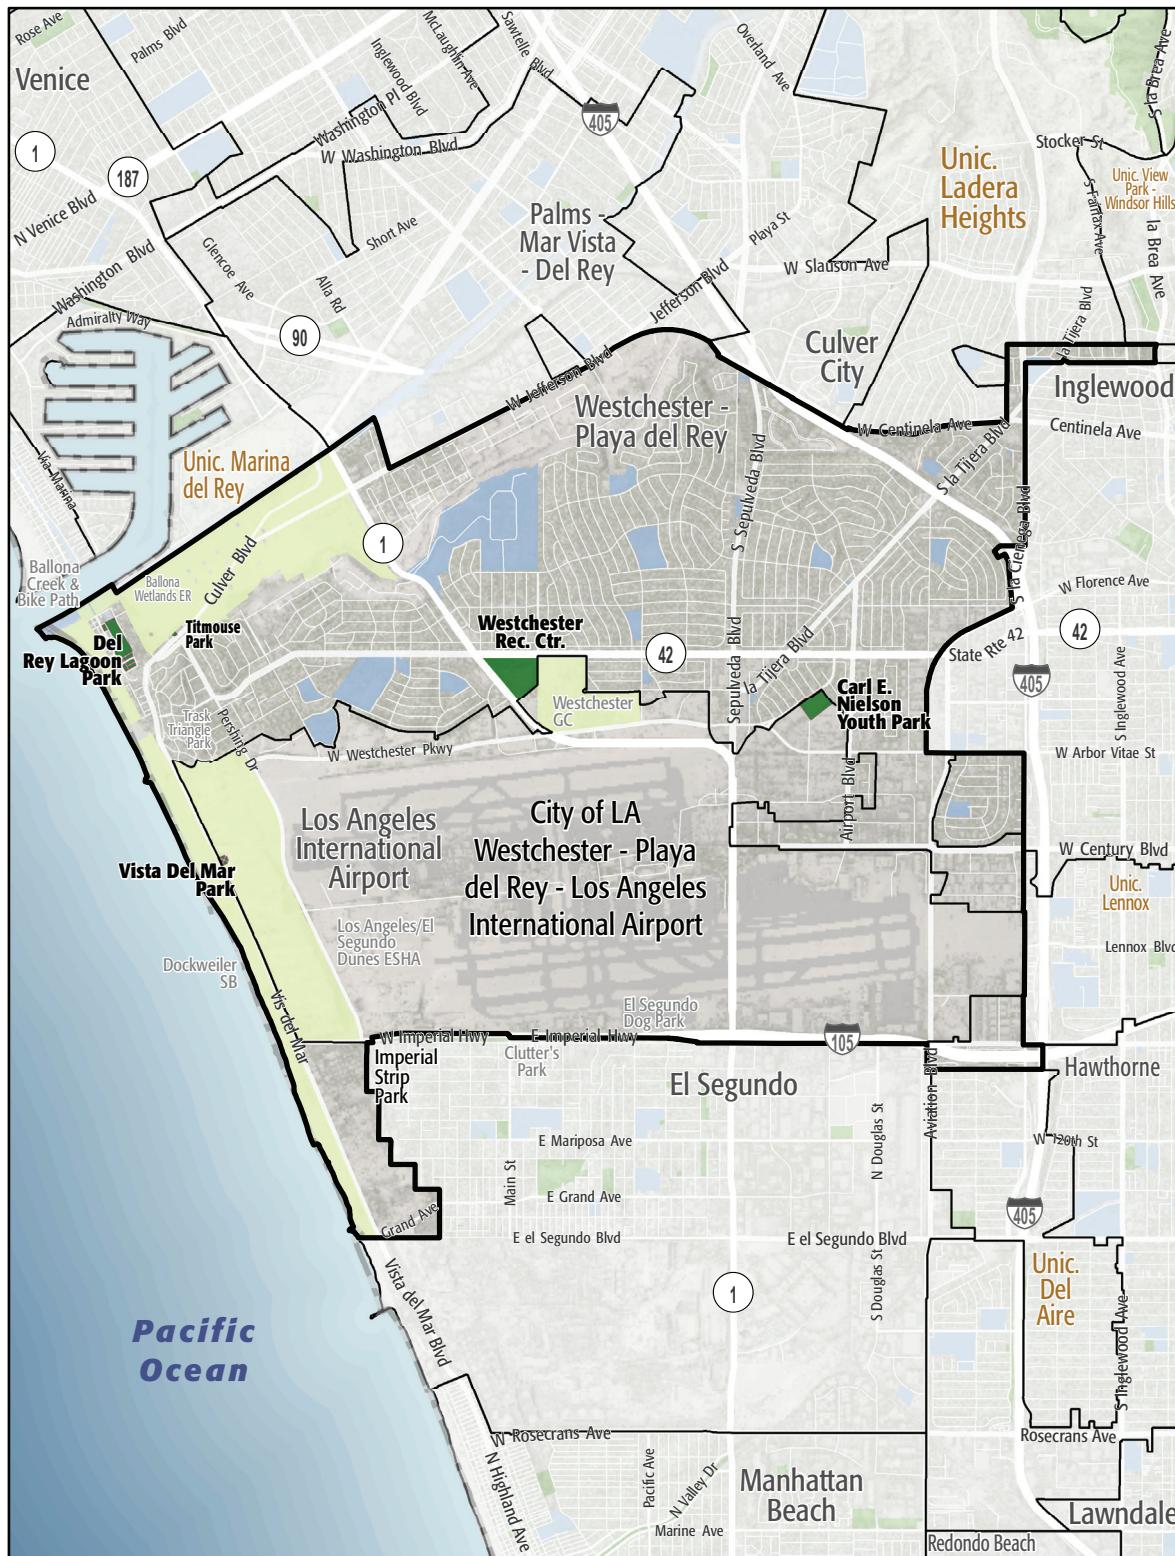 Rose Ave
Palms Blvd
Inglewood Blvd
McLaughlin Ave
Sawtelle Blvd
Overland Ave
S la Brea Ave
Venice
Washington Pl
405
1
W Washington Blvd
Stocker St
187
Unic.
Ladera
Heights
Unic. View
Park -
Windsor Hills
S Fairfax Ave
N Venice Blvd
Palms -
Mar Vista
- Del Rey
Short Ave
Playa St
la Brea Ave
Washington Blvd
Glencoe Ave
Alla Rd
Jefferson Blvd
W Slauson Ave
la Tijera Blvd
Admiralty Way
90
Culver
City
W Jefferson Blvd
Inglewood
Westchester -
Playa del Rey
W Centinela Ave
Centinela Ave
Via Marina
Unic. Marina
del Rey
S Sepulveda Blvd
S la Tijera Blvd
S la Cienega Blvd
1
Ballona
Creek &
Bike Path
Ballona
Wetlands ER
Culver Blvd
W Florence Ave
Titmouse
Park
Westchester
Rec. Ctr.
Del
Rey Lagoon
Park
42
42
State Rte 42
Sepulveda Blvd
la Tijera Blvd
405
Carl E.
Nielson
Youth Park
S Inglewood Ave
Trask
Triangle
Park
Pershing Dr
Westchester
GC
W Westchester Pkwy
W Arbor Vitae St
Airport Blvd
Los Angeles
International
Airport
City of LA
Westchester - Playa
del Rey - Los Angeles
International Airport
W Century Blvd
Vista Del Mar
Park
Unic.
Lennox
Los Angeles/El
Segundo
Dunes ESHA
Lennox Blvd
Dockweiler
SB
Vis del Mar
El Segundo
Dog Park
W Imperial Hwy
E Imperial Hwy
105
Imperial
Strip
Park
Clutter's
Park
El Segundo
Aviation Blvd
Hawthorne
E Mariposa Ave
N Douglas St
W 120th St
Main St
E Grand Ave
405
Grand Ave
E el Segundo Blvd
E el Segundo Blvd
Vista del Mar Blvd
S Douglas St
Unic.
Del
Aire
1
S Inglewood Ave
Pacific
Ocean
W Rosecrans Ave
Rosecrans Ave
N Highland Ave
Pacific Ave
N Valley Dr
Manhattan
Beach
Marine Ave
Lawndale
Redondo Beach